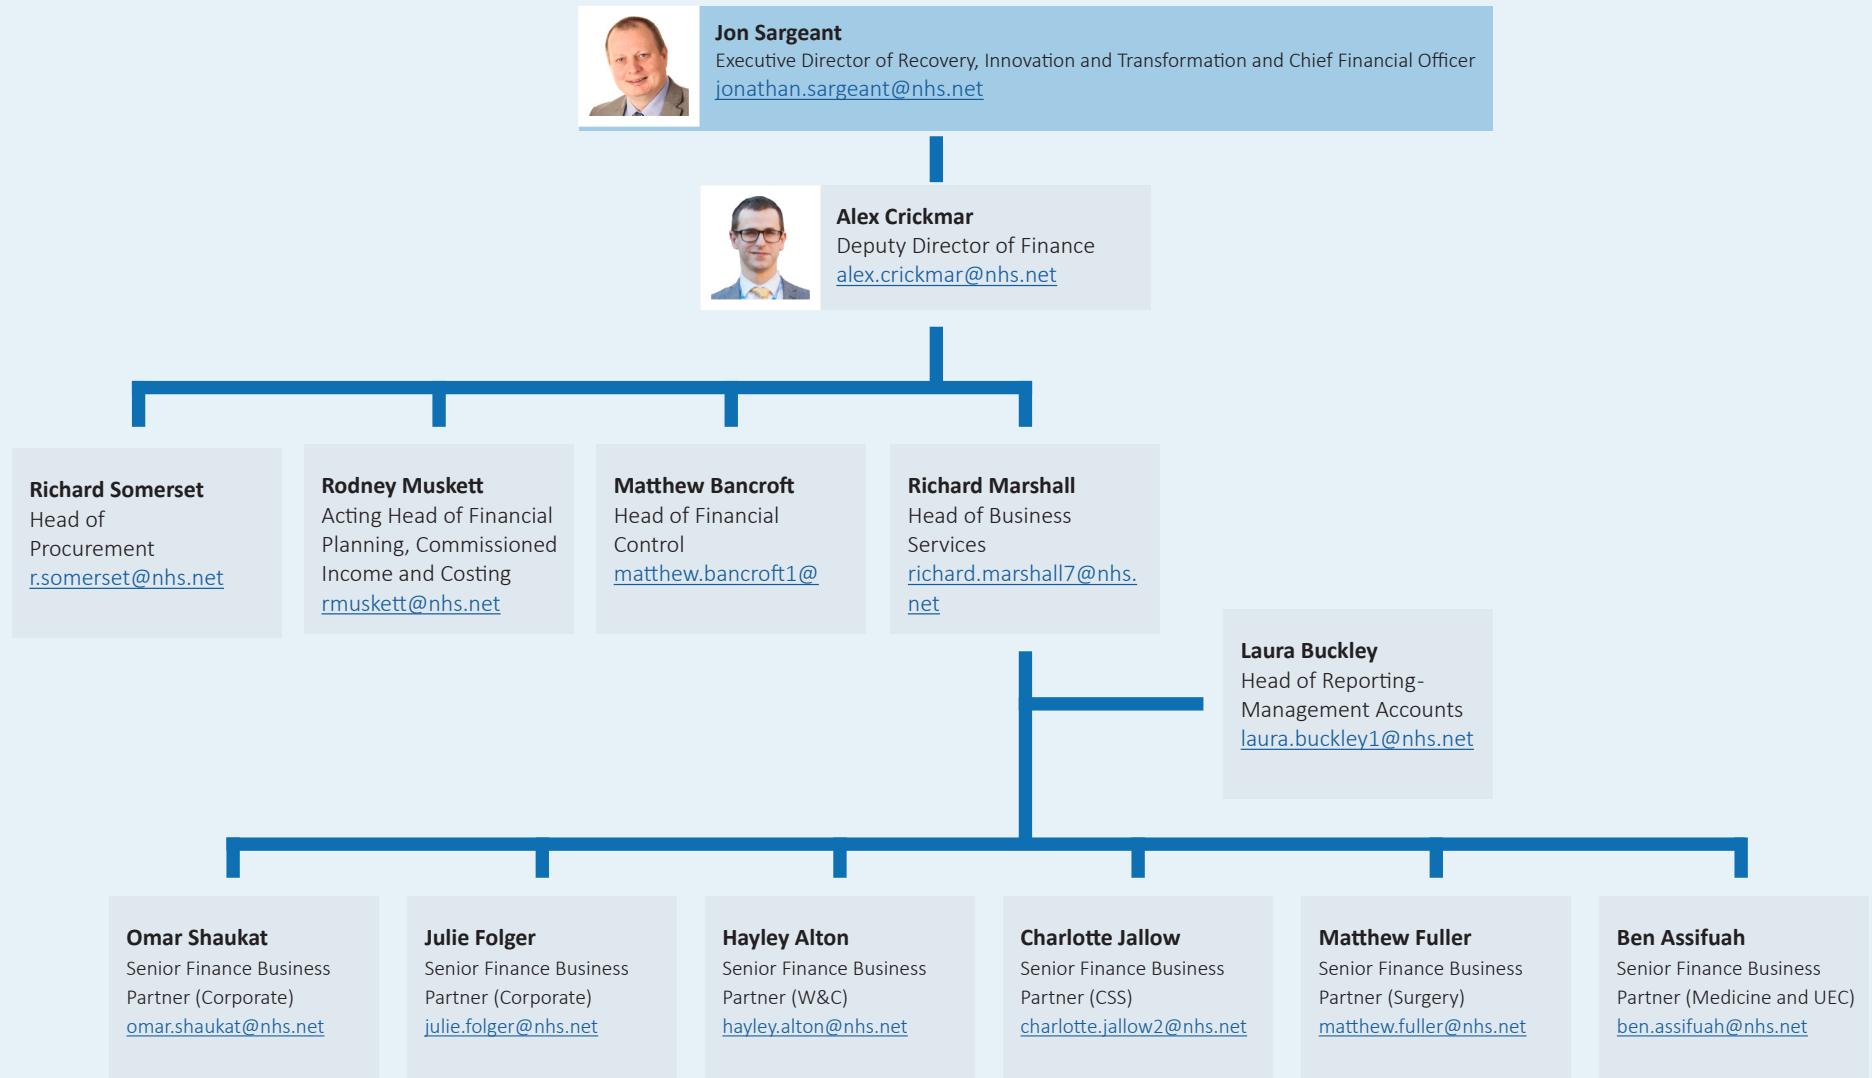 Jon Sargeant
Executive Director of Recovery, Innovation and Transformation and Chief Financial Officer
jonathan.sargeant@nhs.net
Alex Crickmar
Deputy Director of Finance
alex.crickmar@nhs.net
Richard Somerset
Head of
Procurement
r.somerset@nhs.net
Rodney Muskett
Acting Head of Financial
Planning, Commissioned
Income and Costing
rmuskett@nhs.net
Matthew Bancroft
Head of Financial
Control
matthew.bancroft1@
Richard Marshall
Head of Business
Services
richard.marshall7@nhs.
net
Laura Buckley
Head of Reporting-
Management Accounts
laura.buckley1@nhs.net
Omar Shaukat
Senior Finance Business
Partner (Corporate)
omar.shaukat@nhs.net
Julie Folger
Senior Finance Business
Partner (Corporate)
julie.folger@nhs.net
Hayley Alton
Senior Finance Business
Partner (W&C)
hayley.alton@nhs.net
Charlotte Jallow
Senior Finance Business
Partner (CSS)
charlotte.jallow2@nhs.net
Matthew Fuller
Senior Finance Business
Partner (Surgery)
matthew.fuller@nhs.net
Ben Assifuah
Senior Finance Business
Partner (Medicine and UEC)
ben.assifuah@nhs.net